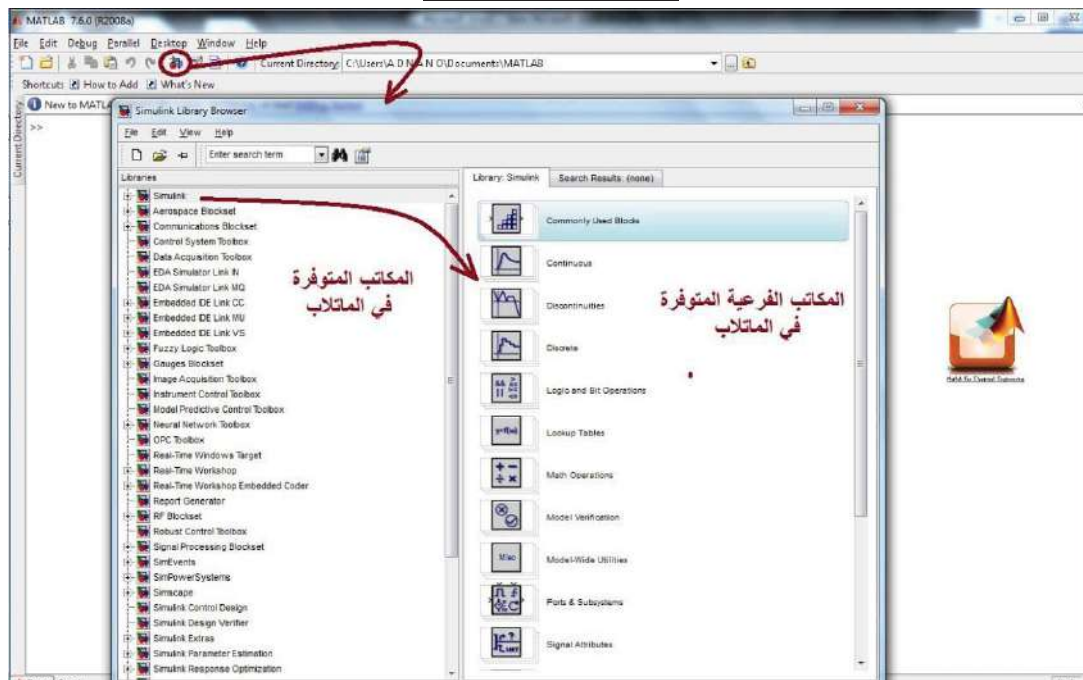 MATLAB 7.6.0 (R2008a)
File Edit Debug Parallel Desktop Window Help
Current Directory: C:\Users\A D N A N O\Documents\MATLAB
Shortcuts How to Add What's New
New to MATL
Current Directory
>>
Simulink Library Browser
File Edit View Help
Enter search term
Libraries
Library: Simulink Search Results: (none)
Simulink
Aerospace Blockset
Communications Blockset
Control System Toolbox
Data Acquisition Toolbox
EDA Simulator Link IN
EDA Simulator Link MQ
Embedded IDE Link CC
Embedded IDE Link MU
Embedded IDE Link VS
Fuzzy Logic Toolbox
Gauges Blockset
Image Acquisition Toolbox
Instrument Control Toolbox
Model Predictive Control Toolbox
Neural Network Toolbox
OPC Toolbox
Real-Time Windows Target
Real-Time Workshop
Real-Time Workshop Embedded Coder
Report Generator
RF Blockset
Robust Control Toolbox
Signal Processing Blockset
SimEvents
SimPowerSystems
Simscape
Simulink Control Design
Simulink Design Verifier
Simulink Extras
Simulink Parameter Estimation
Simulink Response Optimization
المكاتب المتوفرة
في الماتلاب
Commonly Used Blocks
Continuous
Discontinuities
Discrete
Logic and Bit Operations
Lookup Tables
Math Operations
Model Verification
Misc
Model-Wide Utilities
Ports & Subsystems
Signal Attributes
المكاتب الفرعية المتوفرة
في الماتلاب